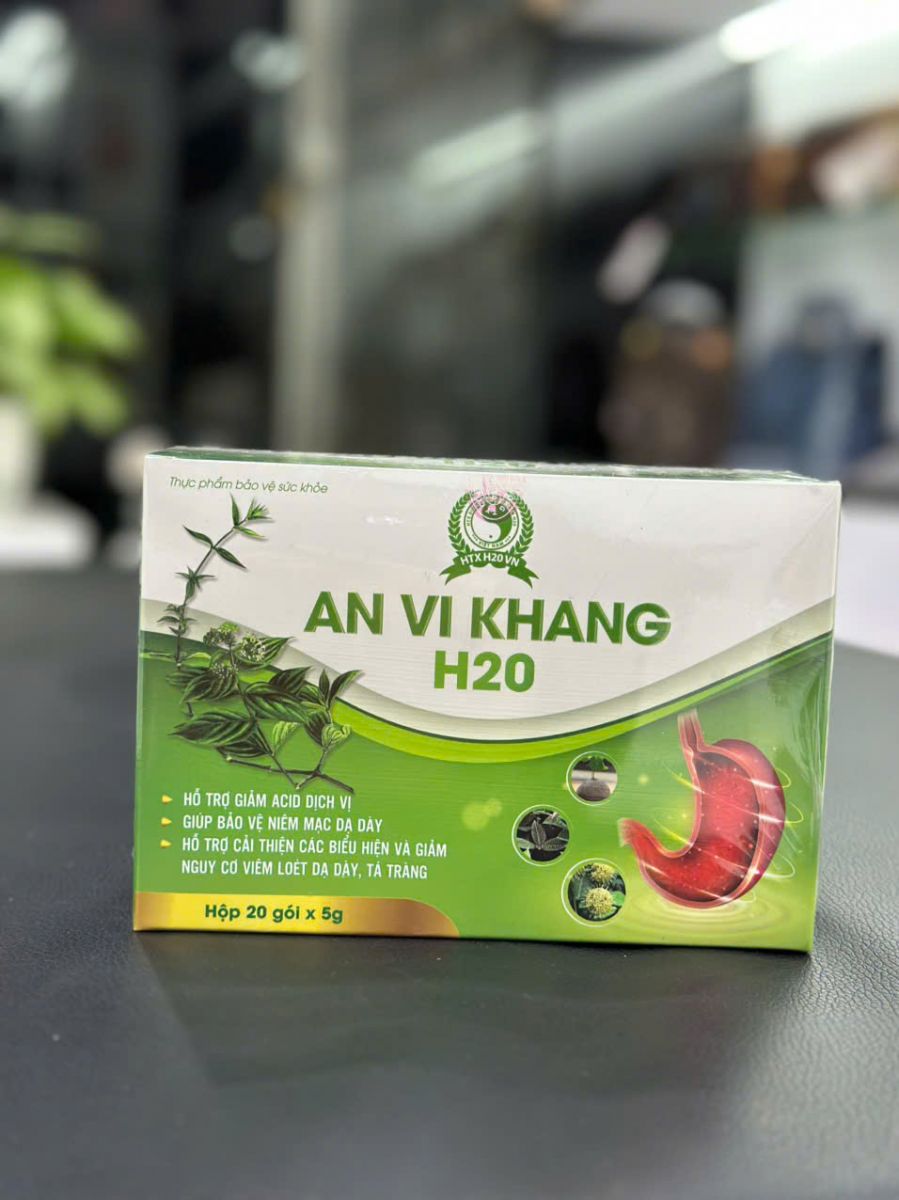 Thực phẩm bảo vệ sức khỏe
VIỆT NAM
HTX H20 VN
AN VI KHANG
H20
HỖ TRỢ GIẢM ACID DỊCH VỊ
GIÚP BẢO VỆ NIÊM MẠC DẠ DÀY
HỖ TRỢ CẢI THIỆN CÁC BIỂU HIỆN VÀ GIẢM
NGUY CƠ VIÊM LOÉT DẠ DÀY, TÁ TRÀNG
Hộp 20 gói x 5g